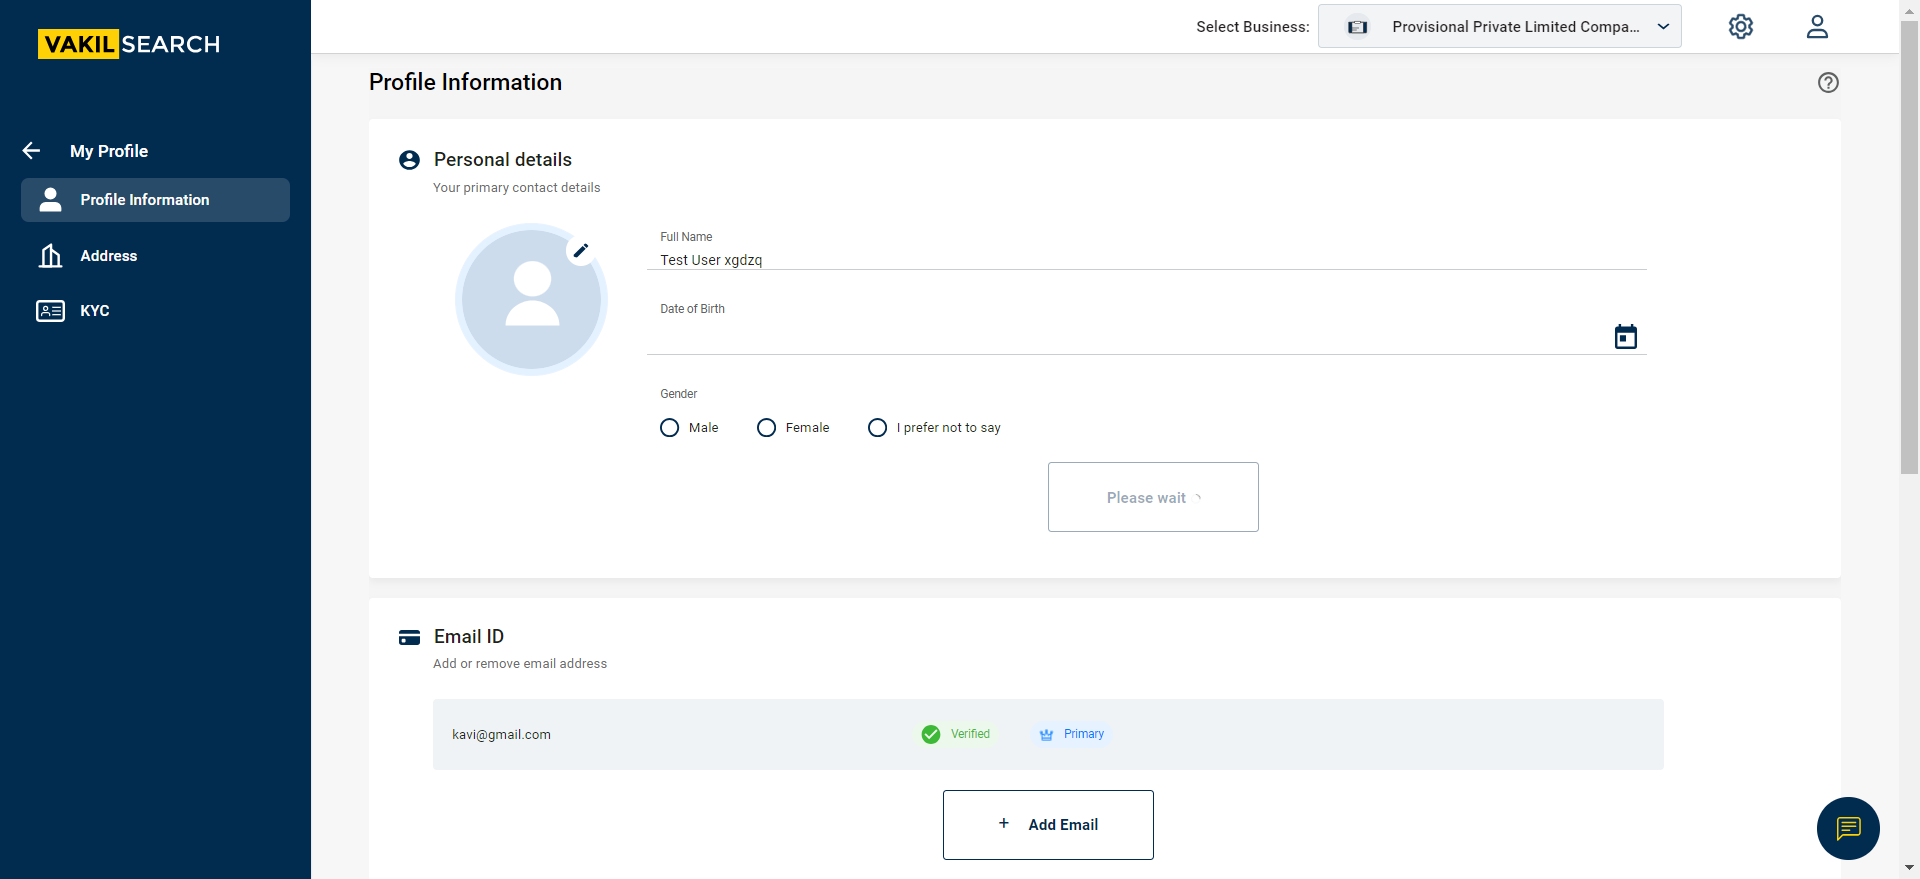 VAKILSEARCH
Select Business:
Provisional Private Limited Compa...
My Profile
Profile Information
Address
KYC
Profile Information
Personal details
Your primary contact details
Full Name
Test User xgdzq
Date of Birth
Gender
Male
Female
I prefer not to say
Please wait
Email ID
Add or remove email address
kavi@gmail.com
Verified
Primary
+ Add Email